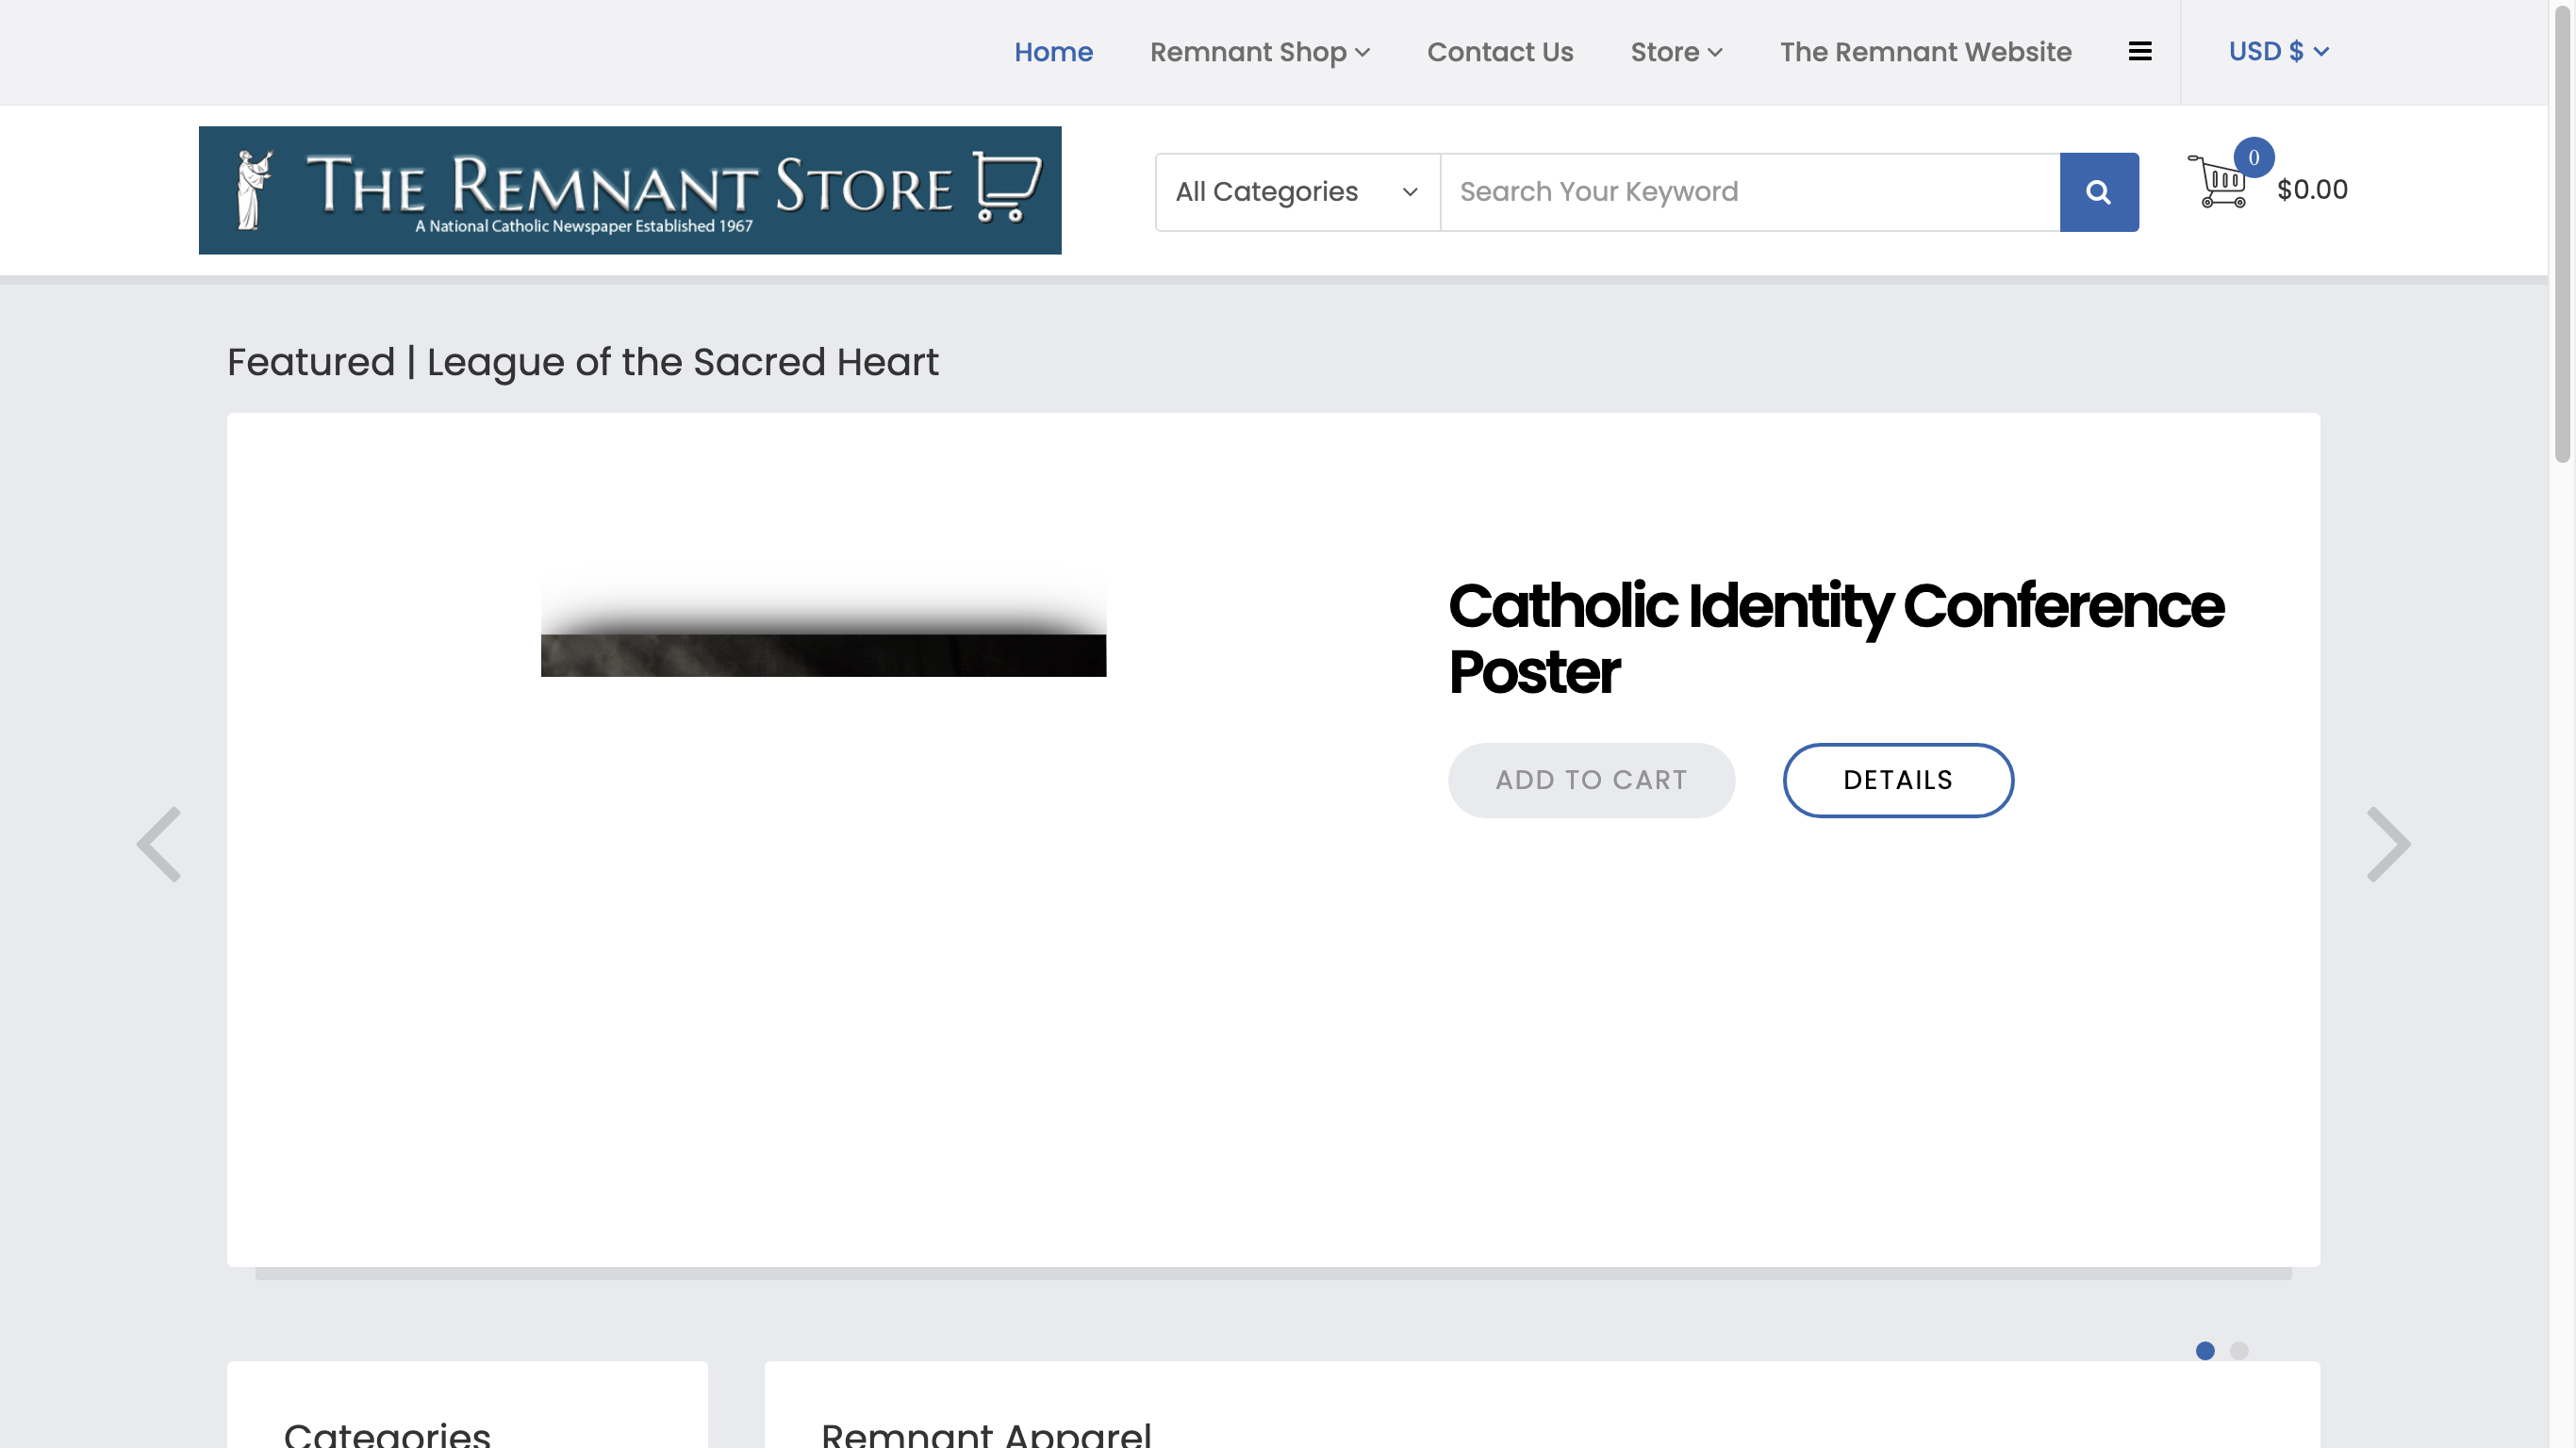 Home Remnant Shop Contact Us Store The Remnant Website USD $
THE REMNANT STORE
A National Catholic Newspaper Established 1967
All Categories Search Your Keyword 0 $0.00
Featured | League of the Sacred Heart
Catholic Identity Conference
Poster
ADD TO CART DETAILS
Categories Remnant Apparel